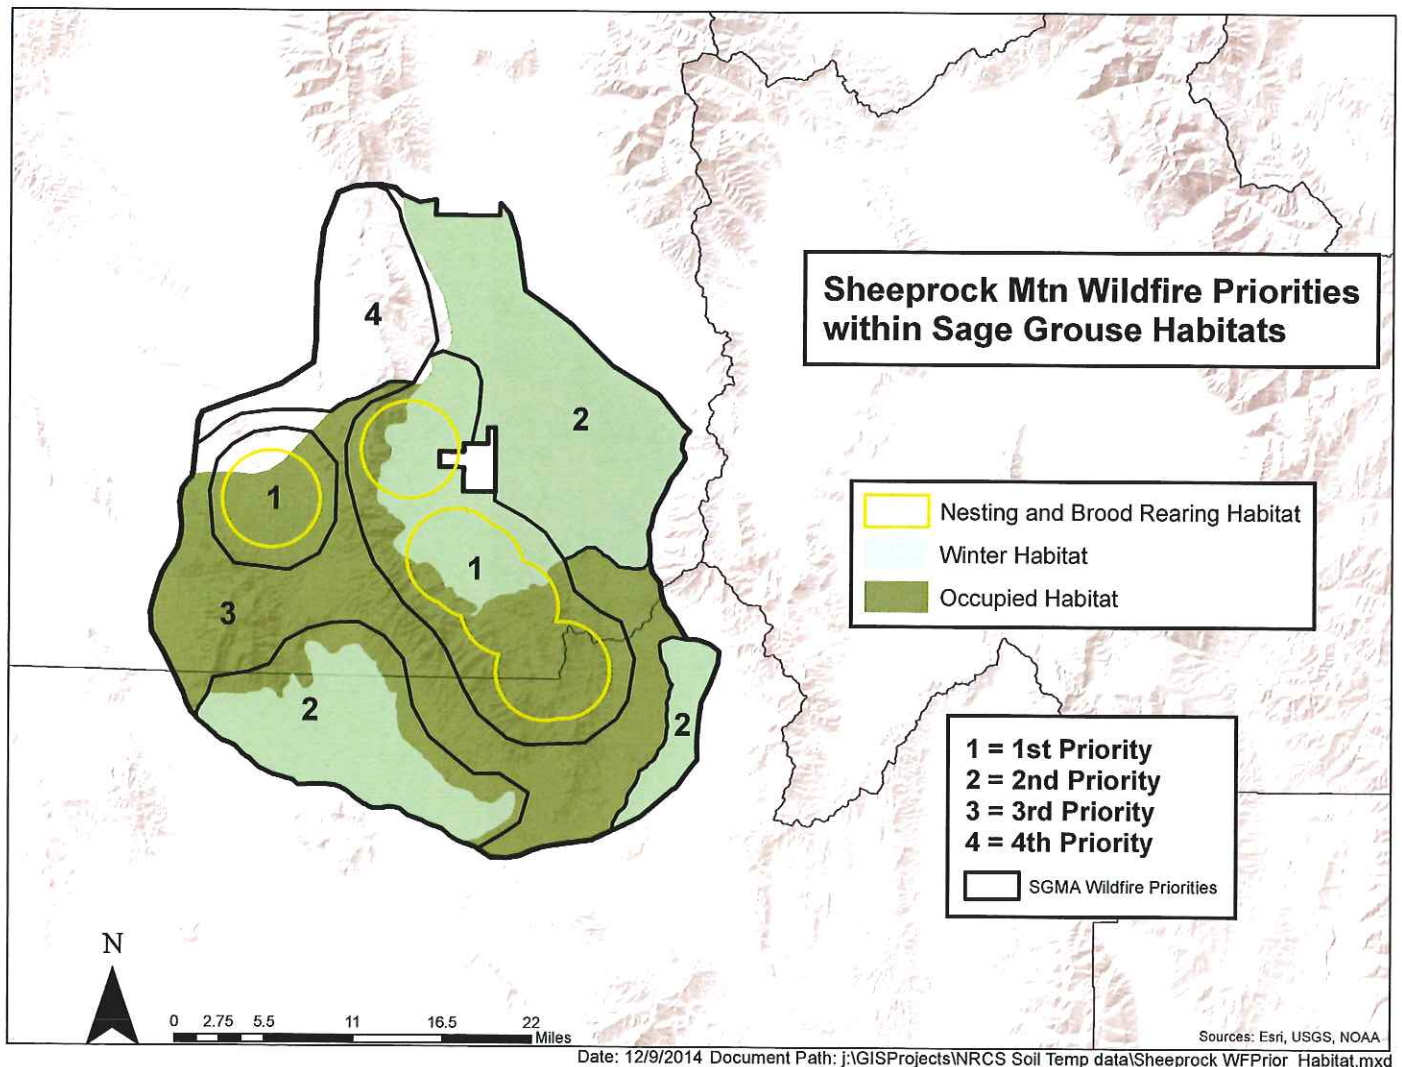 Sheeprock Mtn Wildfire Priorities
within Sage Grouse Habitats
4
2
1
1
3
2
2
Nesting and Brood Rearing Habitat
Winter Habitat
Occupied Habitat
1 = 1st Priority
2 = 2nd Priority
3 = 3rd Priority
4 = 4th Priority
SGMA Wildfire Priorities
N
0 2.75 5.5 11 16.5 22
Miles
Sources: Esri, USGS, NOAA
Date: 12/9/2014 Document Path: j:\GISProjects\NRCS Soil Temp data\Sheeprock_WFPrior_Habitat.mxd